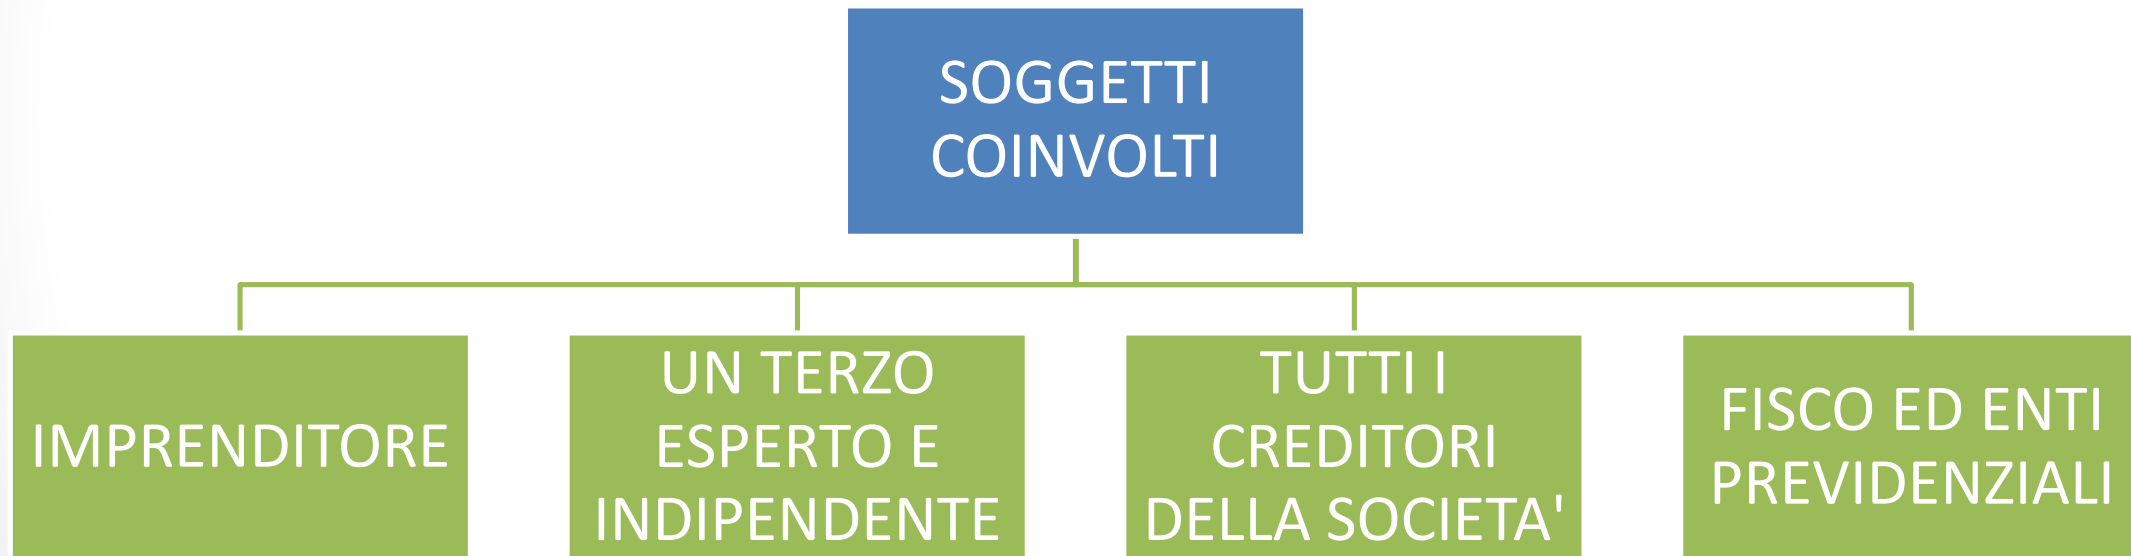 SOGGETTI
COINVOLTI
IMPRENDITORE
UN TERZO
ESPERTO E
INDIPENDENTE
TUTTI I
CREDITORI
DELLA SOCIETA'
FISCO ED ENTI
PREVIDENZIALI